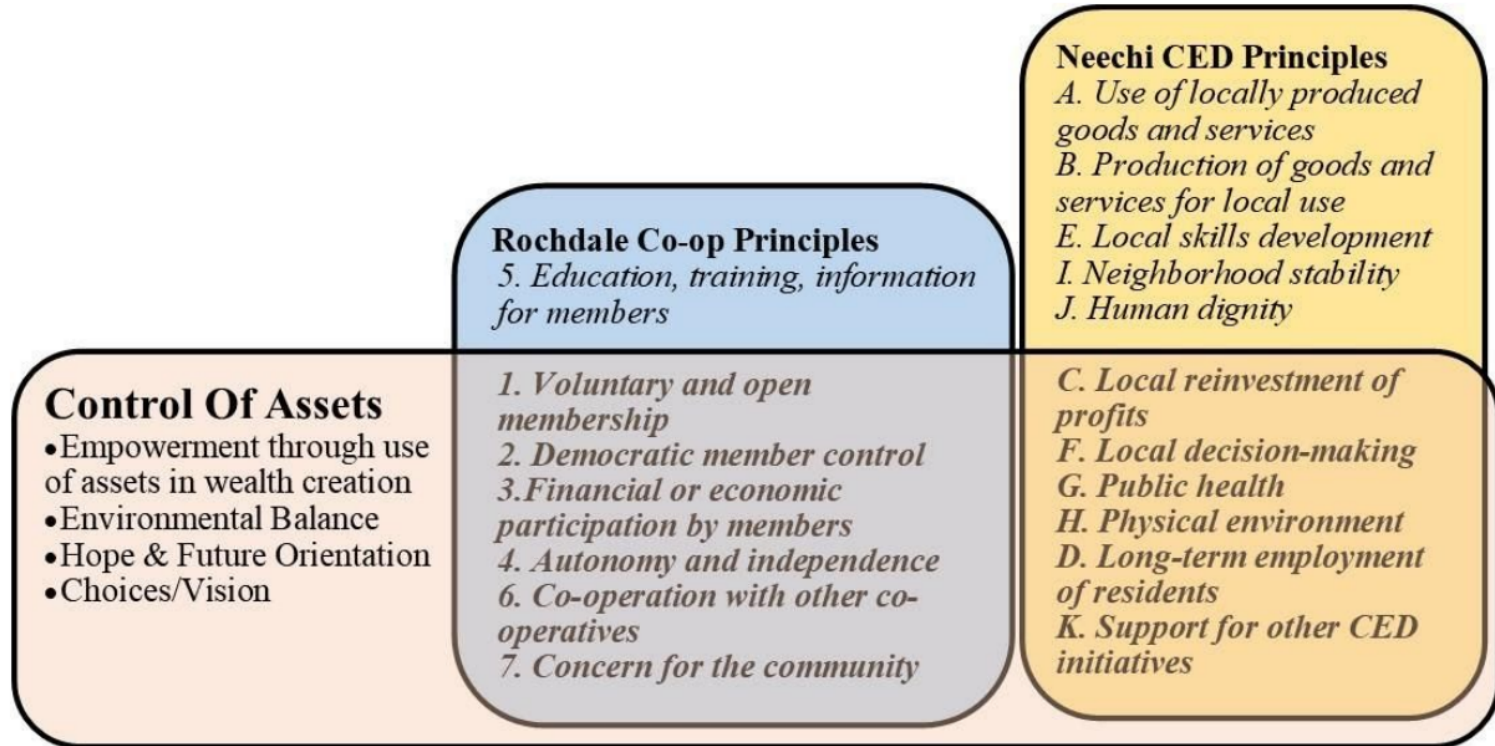 Neechi CED Principles
A. Use of locally produced
goods and services
B. Production of goods and
services for local use
E. Local skills development
I. Neighborhood stability
J. Human dignity
Rochdale Co-op Principles
5. Education, training, information
for members
Control Of Assets
•Empowerment through use
of assets in wealth creation
•Environmental Balance
•Hope & Future Orientation
•Choices/Vision
1. Voluntary and open
membership
2. Democratic member control
3.Financial or economic
participation by members
4. Autonomy and independence
6. Co-operation with other co-
operatives
7. Concern for the community
C. Local reinvestment of
profits
F. Local decision-making
G. Public health
H. Physical environment
D. Long-term employment
of residents
K. Support for other CED
initiatives